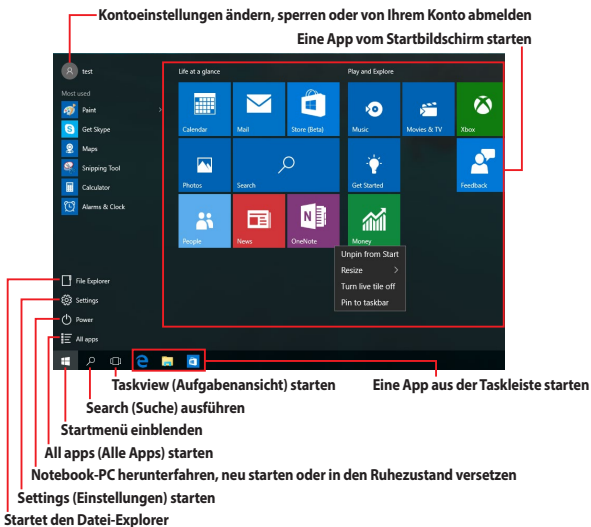 Kontoeinstellungen ändern, sperren oder von Ihrem Konto abmelden
Eine App vom Startbildschirm starten
test
Life at a glance
Play and Explore
Most used
Paint
Get Skype
Maps
Snipping Tool
Calculator
Alarms & Clock
Calendar
Mail
Store (Beta)
Music
Movies & TV
Xbox
Photos
Search
Get Started
Feedback
People
News
OneNote
Money
Unpin from Start
Resize
Turn live tile off
Pin to taskbar
File Explorer
Settings
Power
All apps
Taskview (Aufgabenansicht) starten
Eine App aus der Taskleiste starten
Search (Suche) ausführen
Startmenü einblenden
All apps (Alle Apps) starten
Notebook-PC herunterfahren, neu starten oder in den Ruhezustand versetzen
Settings (Einstellungen) starten
Startet den Datei-Explorer